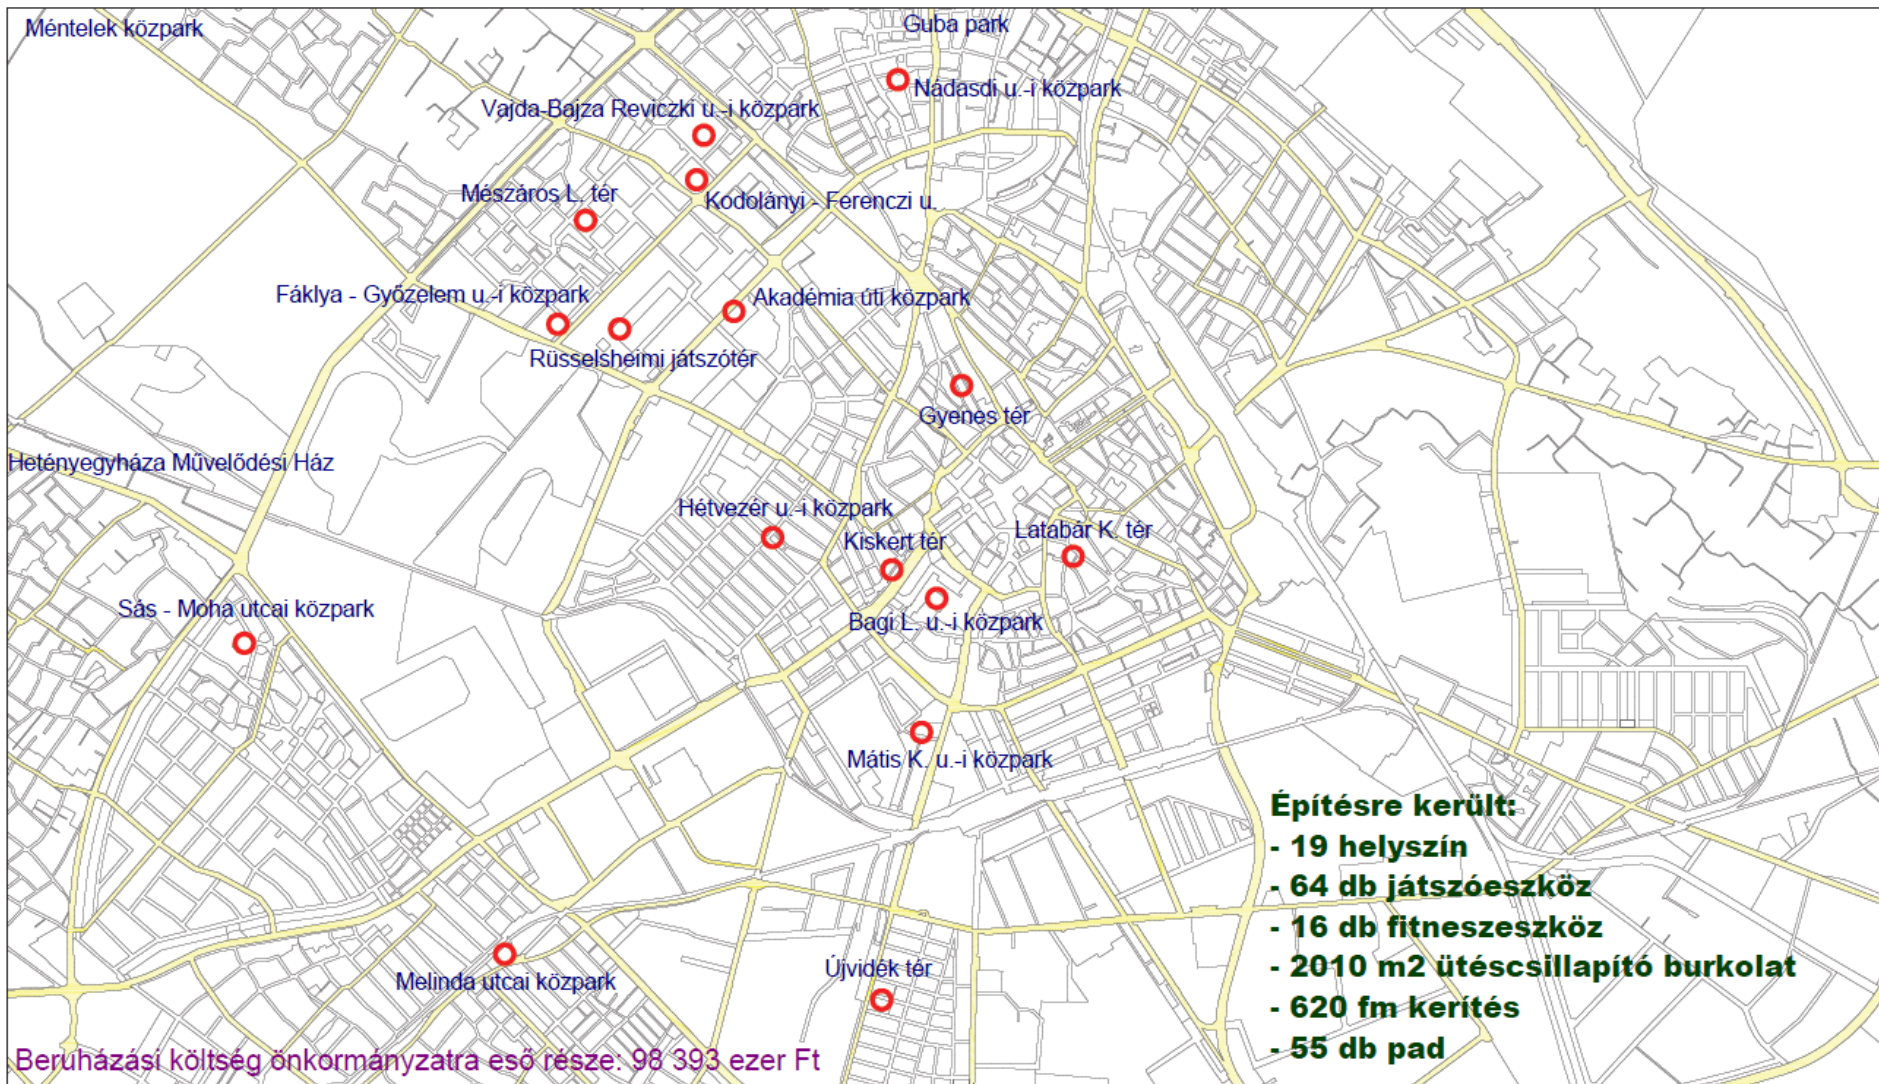 Méntelek közpark
Guba park
Nádasdi u.-i közpark
Vajda-Bajza Reviczki u.-i közpark
Mészáros L. tér
Kodolányi - Ferenczi u.
Fáklya - Győzelem u.-i közpark
Akadémia úti közpark
Rüsselsheimi játszótér
Gyenes tér
Hetényegyháza Művelődési Ház
Hétvezér u.-i közpark
Kiskert tér
Latabár K. tér
Sás - Moha utcai közpark
Bagi L. u.-i közpark
Mátis K. u.-i közpark
Építésre került:
- 19 helyszín
- 64 db játszóeszköz
- 16 db fitneszeszköz
- 2010 m2 ütéscsillapító burkolat
- 620 fm kerítés
- 55 db pad
Melinda utcai közpark
Újvidék tér
Beruházási költség önkormányzatra eső része: 98 393 ezer Ft